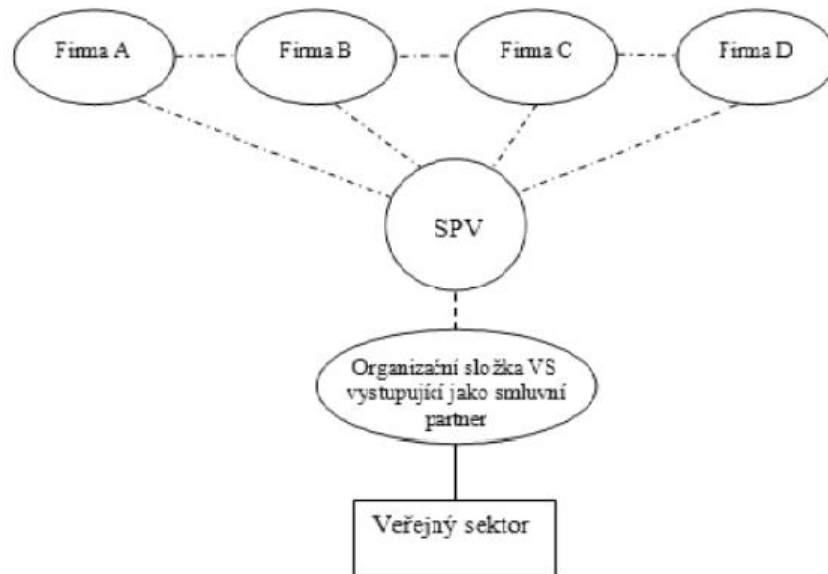 Firma A
Firma B
Firma C
Firma D
SPV
Organizační složka VS
vystupující jako smluvní
partner
Veřejný sektor